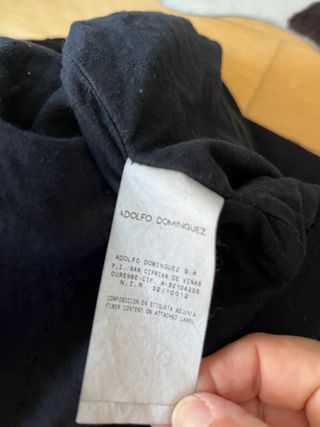 ADOLFO DOMINGUEZ
ADOLFO DOMINGUEZ S.A
P.I. SAN CIPRIAN DE VIÑAS
OURENSE-CIF. A-32104226
N.I.R. 32/10012
COMPOSICION EN ETIQUETA ADJUNTA
FIBER CONTENT ON ATTACHED LABEL